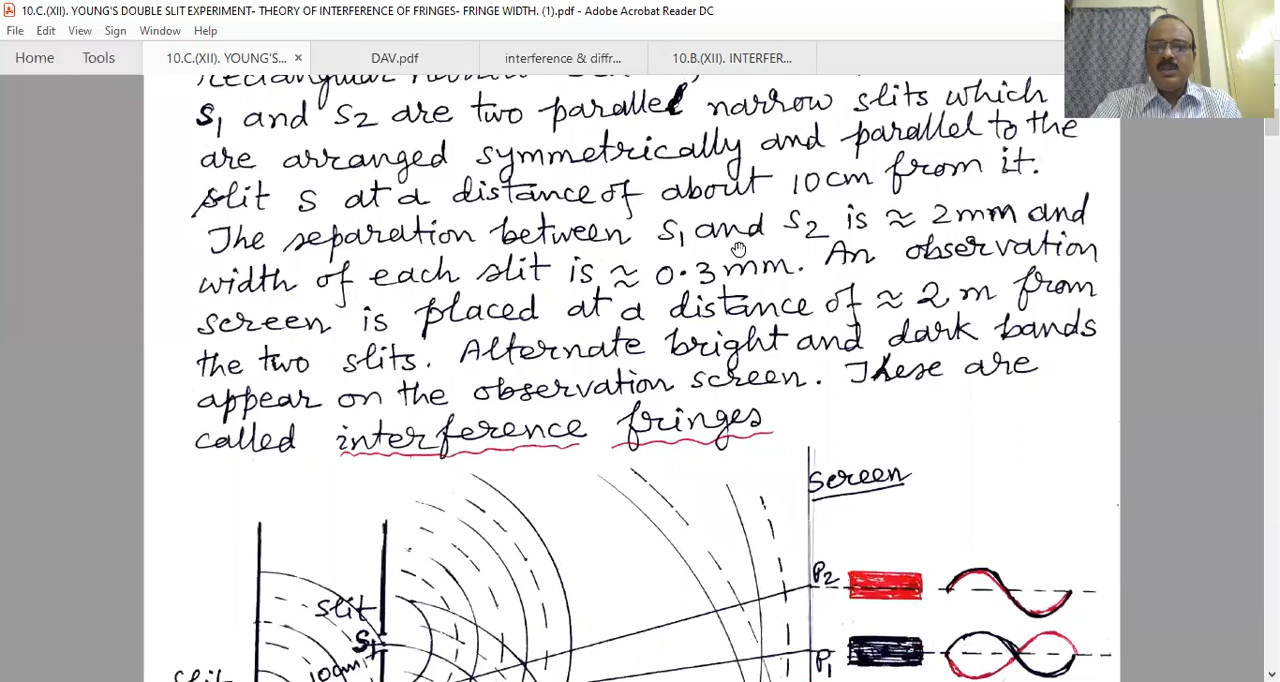 10.C.(XII). YOUNG'S DOUBLE SLIT EXPERIMENT- THEORY OF INTERFERENCE OF FRINGES- FRINGE WIDTH. (1).pdf - Adobe Acrobat Reader DC
File Edit View Sign Window Help
Home Tools 10.C.(XII). YOUNG'S... × DAV.pdf interference & diffr... 10.B.(XII). INTERFER...
S1 and S2 are two parallel narrow slits which
are arranged symmetrically and parallel to the
slit S at a distance of about 10 cm from it.
The separation between S1 and S2 is ≈ 2mm and
width of each slit is ≈ 0.3 mm. An observation
screen is placed at a distance of ≈ 2 m from
the two slits. Alternate bright and dark bands
appear on the observation screen. These are
called interference fringes
Screen
P2
slit
S1
P1
10cm